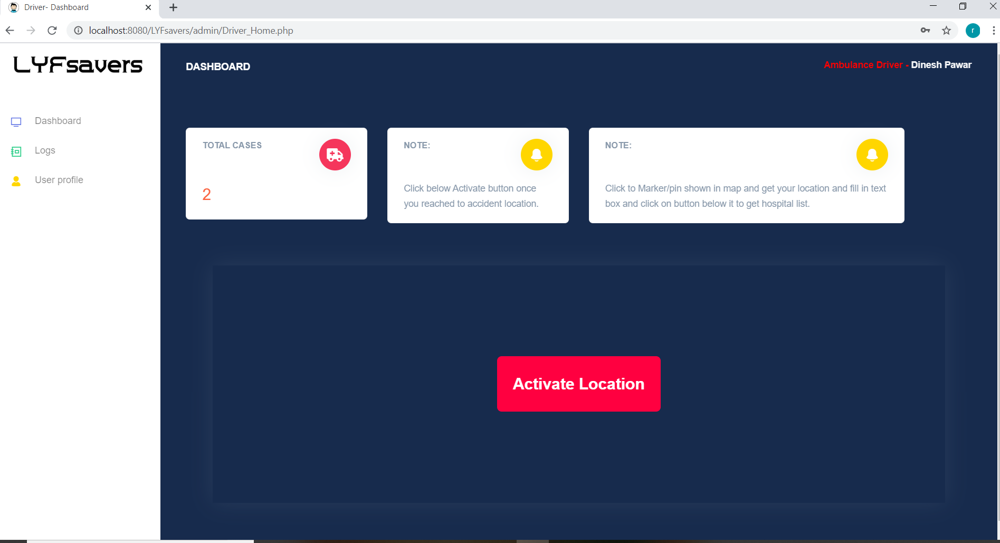 Driver- Dashboard
localhost:8080/LYFsavers/admin/Driver_Home.php
r
LYFsavers
DASHBOARD
Ambulance Driver - Dinesh Pawar
Dashboard
Logs
User profile
TOTAL CASES
2
NOTE:
Click below Activate button once
you reached to accident location.
NOTE:
Click to Marker/pin shown in map and get your location and fill in text
box and click on button below it to get hospital list.
Activate Location